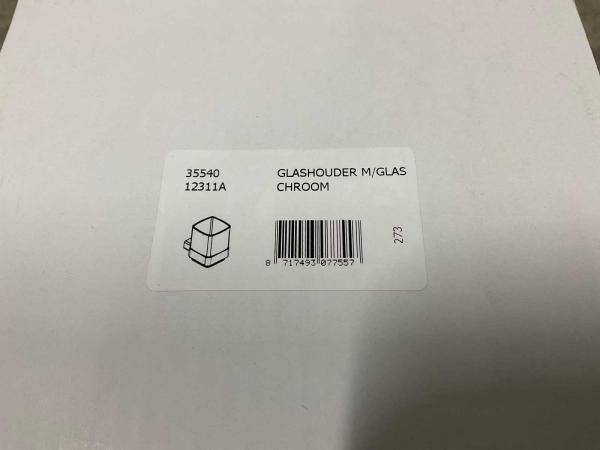 35540
12311A
GLASHOUDER M/GLAS
CHROOM
8 717493 077557
273